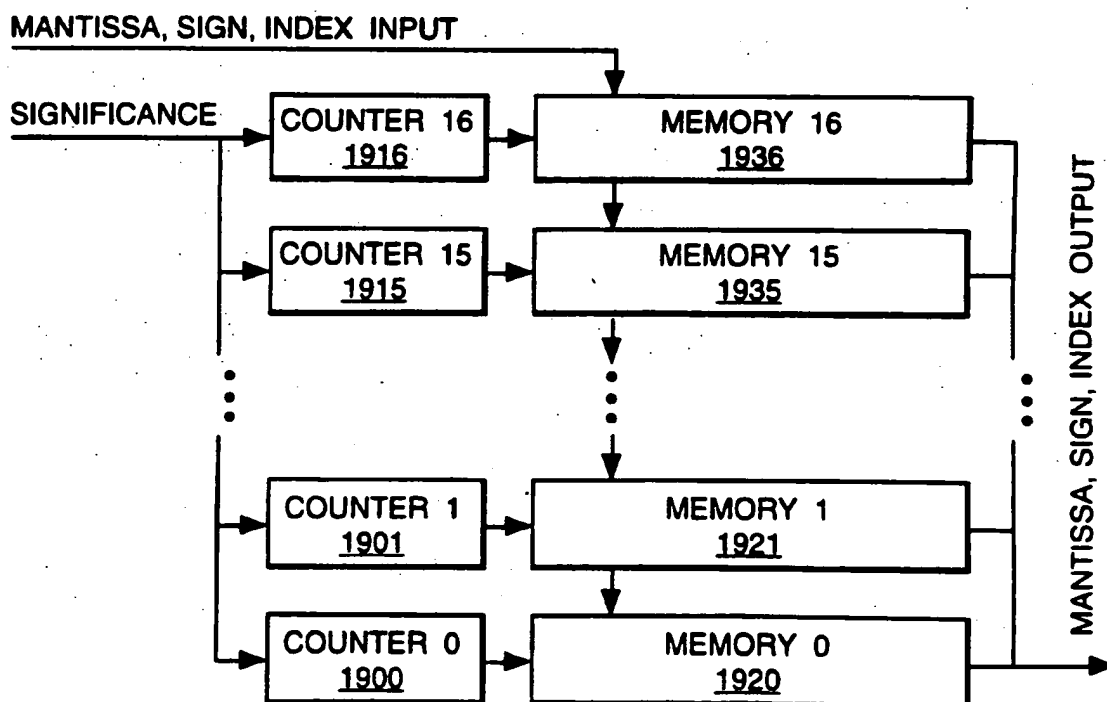 MANTISSA, SIGN, INDEX INPUT
SIGNIFICANCE
COUNTER 16
1916
MEMORY 16
1936
COUNTER 15
1915
MEMORY 15
1935
COUNTER 1
1901
MEMORY 1
1921
COUNTER 0
1900
MEMORY 0
1920
MANTISSA, SIGN, INDEX OUTPUT